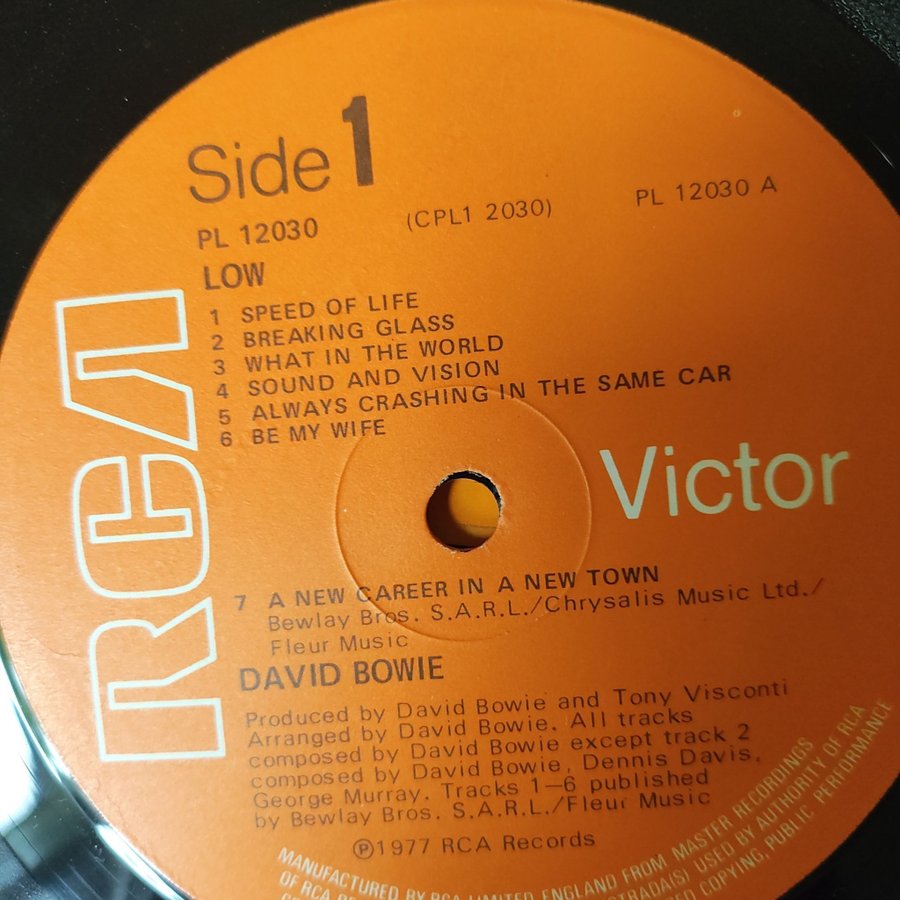 Side 1
PL 12030 (CPL1 2030) PL 12030 A
LOW
1 SPEED OF LIFE
2 BREAKING GLASS
3 WHAT IN THE WORLD
4 SOUND AND VISION
5 ALWAYS CRASHING IN THE SAME CAR
6 BE MY WIFE
RCA
Victor
7 A NEW CAREER IN A NEW TOWN
Bewlay Bros. S.A.R.L./Chrysalis Music Ltd./
Fleur Music
DAVID BOWIE
Produced by David Bowie and Tony Visconti
Arranged by David Bowie. All tracks
composed by David Bowie except track 2
composed by David Bowie, Dennis Davis,
George Murray. Tracks 1–6 published
by Bewlay Bros. S.A.R.L./Fleur Music
℗1977 RCA Records
MANUFACTURED BY RCA LIMITED, ENGLAND FROM MASTER RECORDINGS
OF RCA USED BY AUTHORITY OF RCA
COPYING, PUBLIC PERFORMANCE